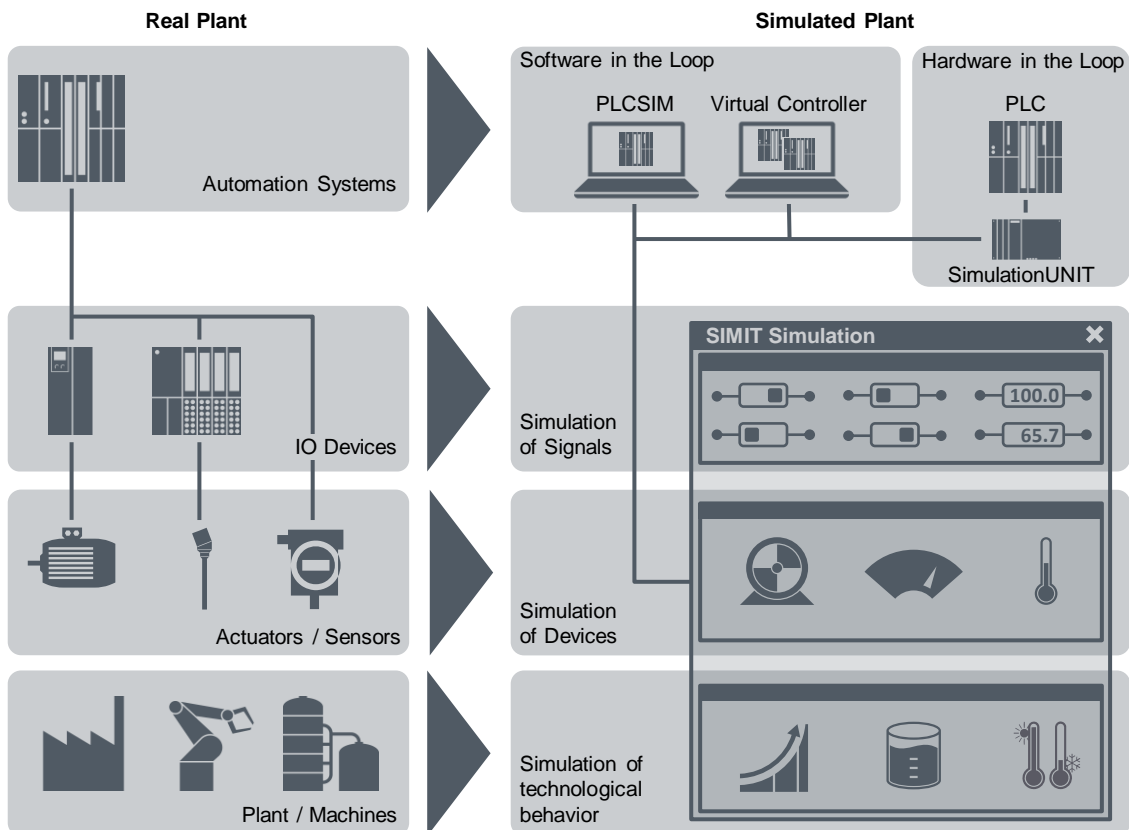 Real Plant
Simulated Plant
Automation Systems
Software in the Loop
PLCSIM
Virtual Controller
Hardware in the Loop
PLC
SimulationUNIT
IO Devices
Simulation
of Signals
SIMIT Simulation
100.0
65.7
Actuators / Sensors
Simulation
of Devices
Plant / Machines
Simulation of
technological
behavior